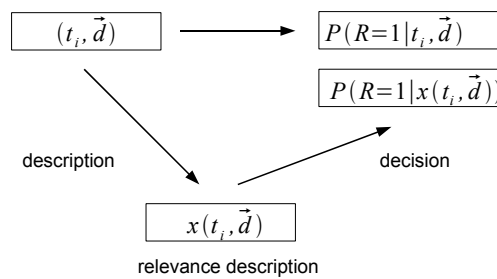 (t_i, d⃗)
P(R=1|t_i, d⃗)
P(R=1|x(t_i, d⃗))
description
decision
x(t_i, d⃗)
relevance description